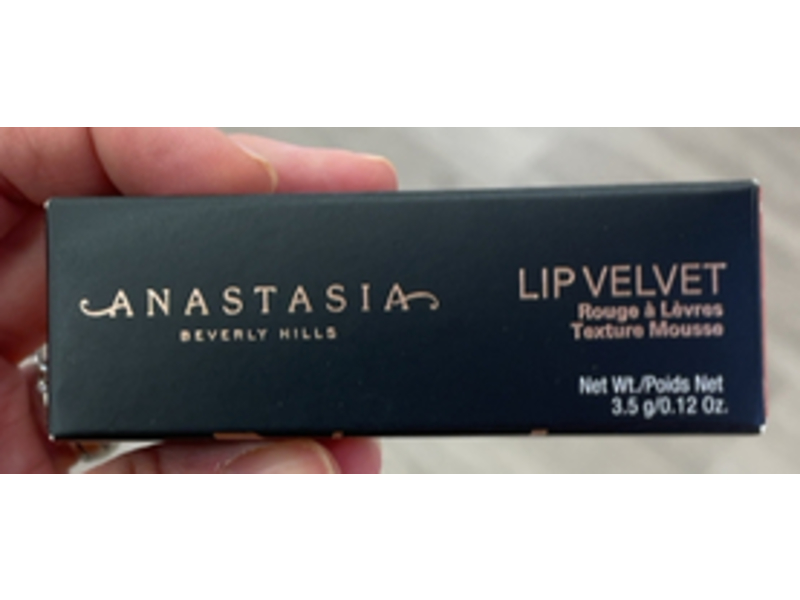 ANASTASIA
BEVERLY HILLS
LIP VELVET
Rouge à Lèvres
Texture Mousse
Net Wt./Poids Net
3.5 g/0.12 Oz.